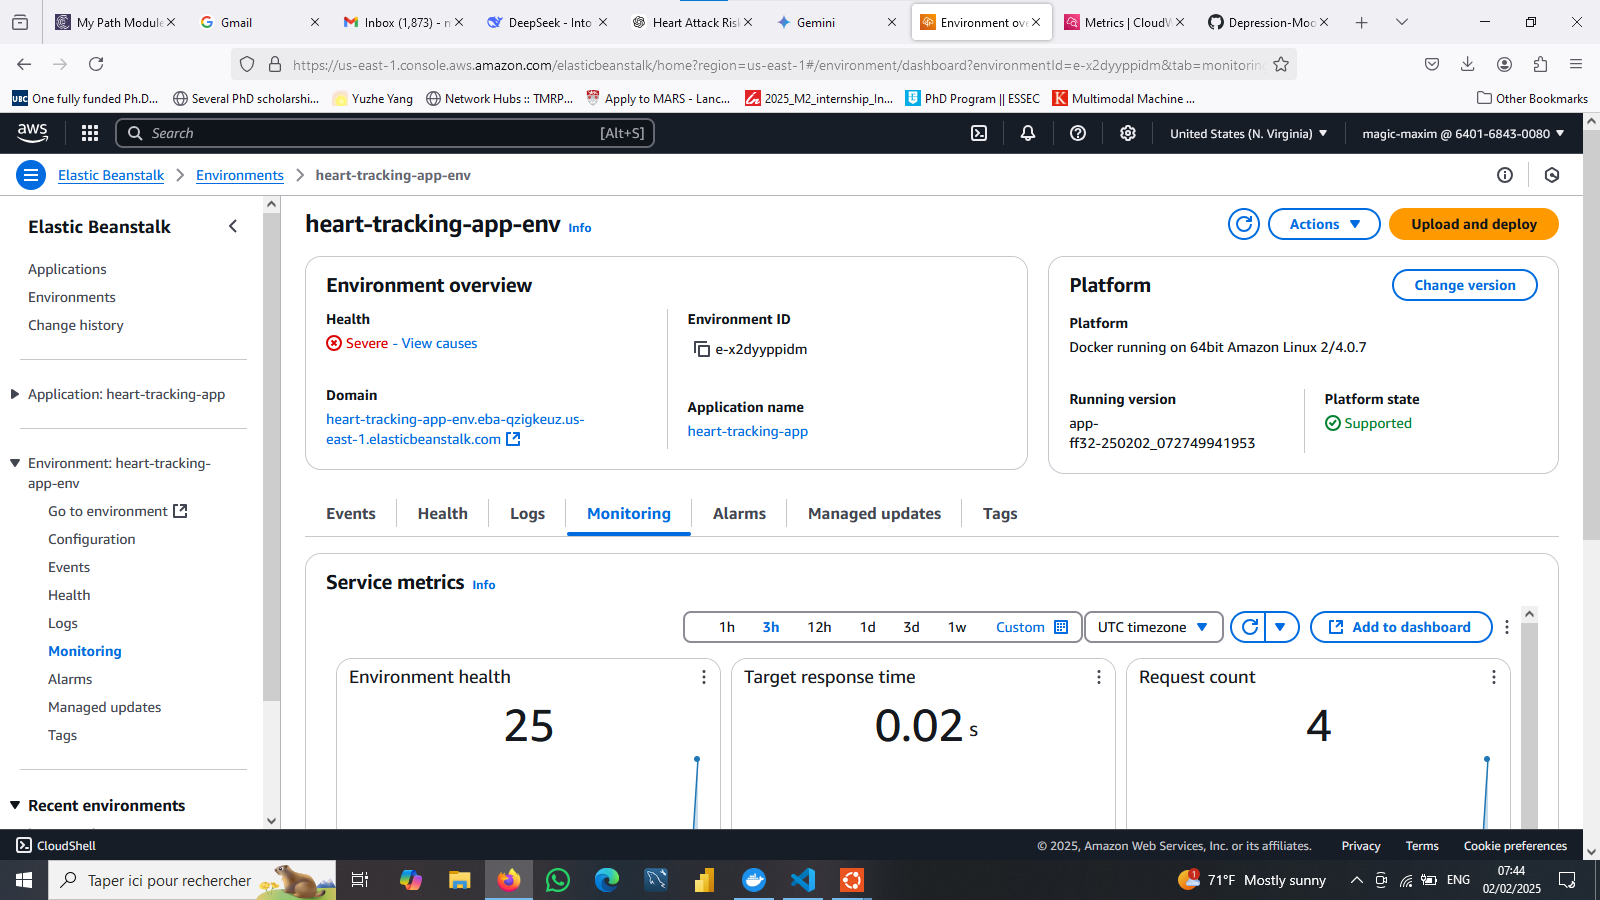 My Path Module
Gmail
Inbox (1,873) - n
DeepSeek - Into
Heart Attack Ris
Gemini
Environment ove
Metrics | CloudW
Depression-Moo
https://us-east-1.console.aws.amazon.com/elasticbeanstalk/home?region=us-east-1#/environment/dashboard?environmentId=e-x2dyyppidm&tab=monitoring
UBC One fully funded Ph.D...
Several PhD scholarshi...
Yuzhe Yang
Network Hubs :: TMRP...
Apply to MARS - Lanc...
2025_M2_internship_In...
PhD Program || ESSEC
K Multimodal Machine ...
Other Bookmarks
aws
Search
[Alt+S]
United States (N. Virginia)
magic-maxim @ 6401-6843-0080
Elastic Beanstalk
Environments
heart-tracking-app-env
Elastic Beanstalk
Applications
Environments
Change history
Application: heart-tracking-app
Environment: heart-tracking-
app-env
Go to environment
Configuration
Events
Health
Logs
Monitoring
Alarms
Managed updates
Tags
Recent environments
heart-tracking-app-env Info
Actions
Upload and deploy
Environment overview
Health
Severe - View causes
Domain
heart-tracking-app-env.eba-qzigkeuz.us-
east-1.elasticbeanstalk.com
Environment ID
e-x2dyyppidm
Application name
heart-tracking-app
Platform
Change version
Platform
Docker running on 64bit Amazon Linux 2/4.0.7
Running version
app-
ff32-250202_072749941953
Platform state
Supported
Events
Health
Logs
Monitoring
Alarms
Managed updates
Tags
Service metrics Info
1h
3h
12h
1d
3d
1w
Custom
UTC timezone
Add to dashboard
Environment health
25
Target response time
0.02 s
Request count
4
CloudShell
© 2025, Amazon Web Services, Inc. or its affiliates.
Privacy
Terms
Cookie preferences
Taper ici pour rechercher
1
71°F Mostly sunny
ENG
07:44
02/02/2025